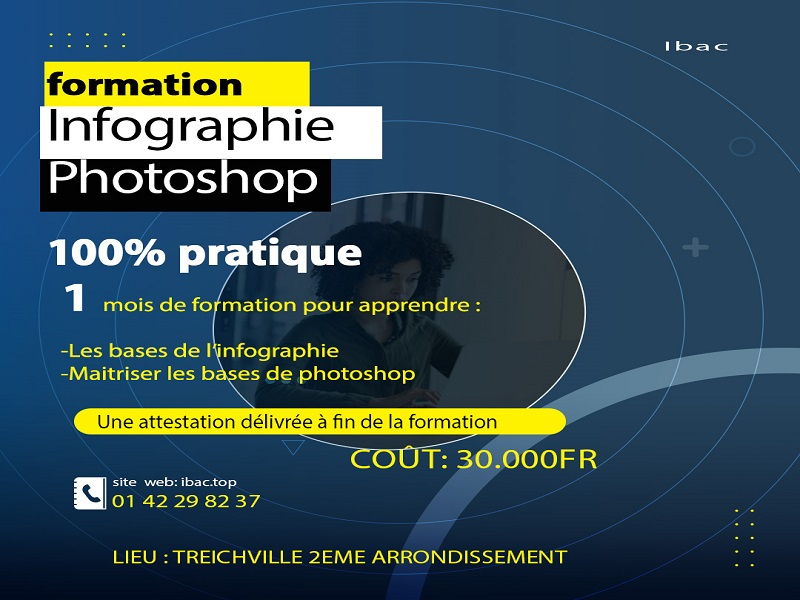 Ibac
formation
Infographie
Photoshop
100% pratique
1 mois de formation pour apprendre :
-Les bases de l'infographie
-Maitriser les bases de photoshop
Une attestation délivrée à fin de la formation
COÛT: 30.000FR
site web: ibac.top
01 42 29 82 37
LIEU : TREICHVILLE 2EME ARRONDISSEMENT